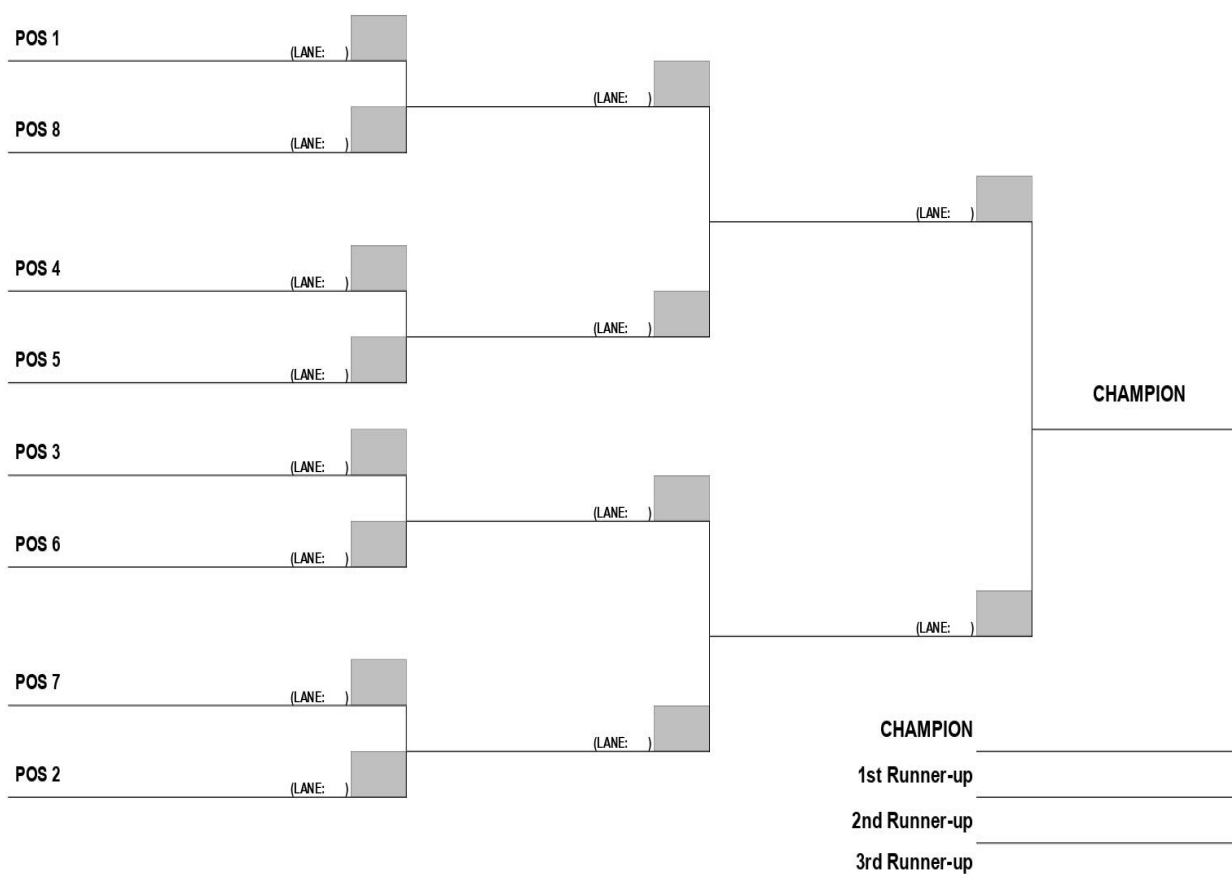 POS 1
(LANE: )
(LANE: )
POS 8
(LANE: )
(LANE: )
POS 4
(LANE: )
(LANE: )
POS 5
(LANE: )
CHAMPION
POS 3
(LANE: )
(LANE: )
POS 6
(LANE: )
(LANE: )
POS 7
(LANE: )
(LANE: )
POS 2
(LANE: )
CHAMPION
1st Runner-up
2nd Runner-up
3rd Runner-up